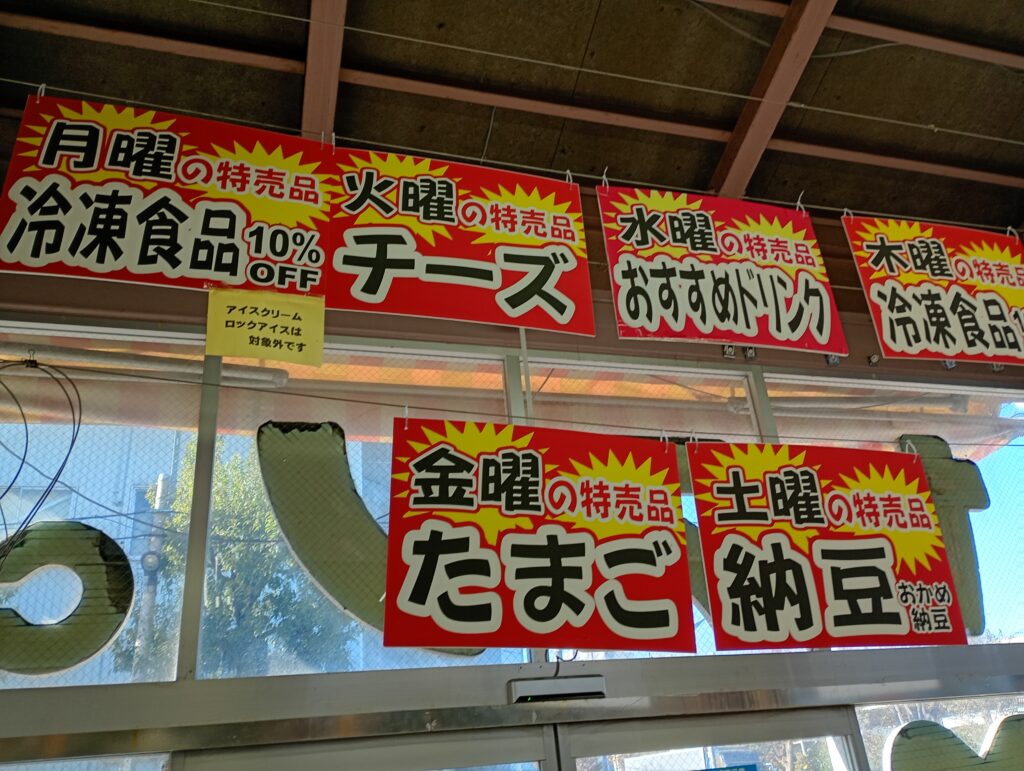 月曜の特売品
冷凍食品 10%
OFF
アイスクリーム
ロックアイスは
対象外です
火曜の特売品
チーズ
水曜の特売品
おすすめドリンク
木曜の特売品
冷凍食品
金曜の特売品
たまご
土曜の特売品
納豆 おかめ
納豆